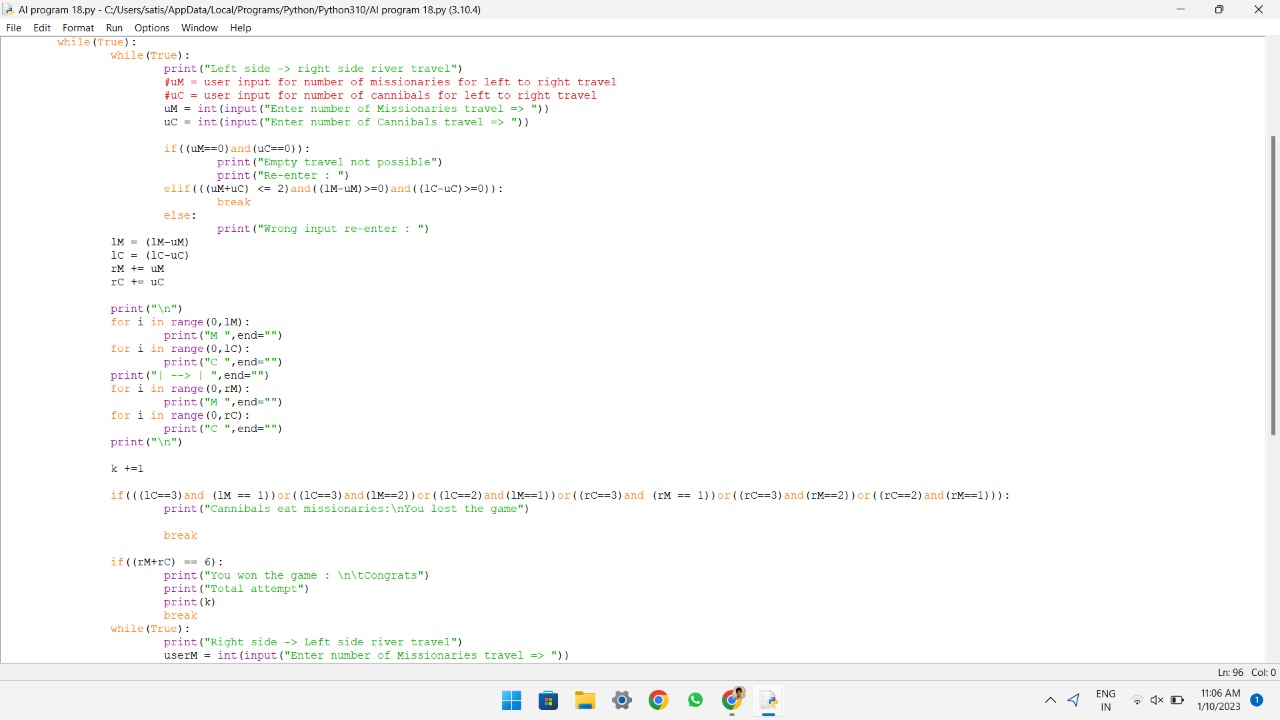 AI program 18.py - C:/Users/satis/AppData/Local/Programs/Python/Python310/AI program 18.py (3.10.4)
File Edit Format Run Options Window Help
while(True):
while(True):
print("Left side -> right side river travel")
#uM = user input for number of missionaries for left to right travel
#uC = user input for number of cannibals for left to right travel
uM = int(input("Enter number of Missionaries travel => "))
uC = int(input("Enter number of Cannibals travel => "))
if((uM==0)and(uC==0)):
print("Empty travel not possible")
print("Re-enter : ")
elif(((uM+uC) <= 2)and((lM-uM)>=0)and((lC-uC)>=0)):
break
else:
print("Wrong input re-enter : ")
lM = (lM-uM)
lC = (lC-uC)
rM += uM
rC += uC
print("\n")
for i in range(0,lM):
print("M ",end="")
for i in range(0,lC):
print("C ",end="")
print("| --> | ",end="")
for i in range(0,rM):
print("M ",end="")
for i in range(0,rC):
print("C ",end="")
print("\n")
k +=1
if(((lC==3)and (lM == 1))or((lC==3)and(lM==2))or((lC==2)and(lM==1))or((rC==3)and (rM == 1))or((rC==3)and(rM==2))or((rC==2)and(rM==1))):
print("Cannibals eat missionaries:\nYou lost the game")
break
if((rM+rC) == 6):
print("You won the game : \n\tCongrats")
print("Total attempt")
print(k)
break
while(True):
print("Right side -> Left side river travel")
userM = int(input("Enter number of Missionaries travel => "))
Ln: 96 Col: 0
ENG
IN
11:06 AM
1/10/2023
1